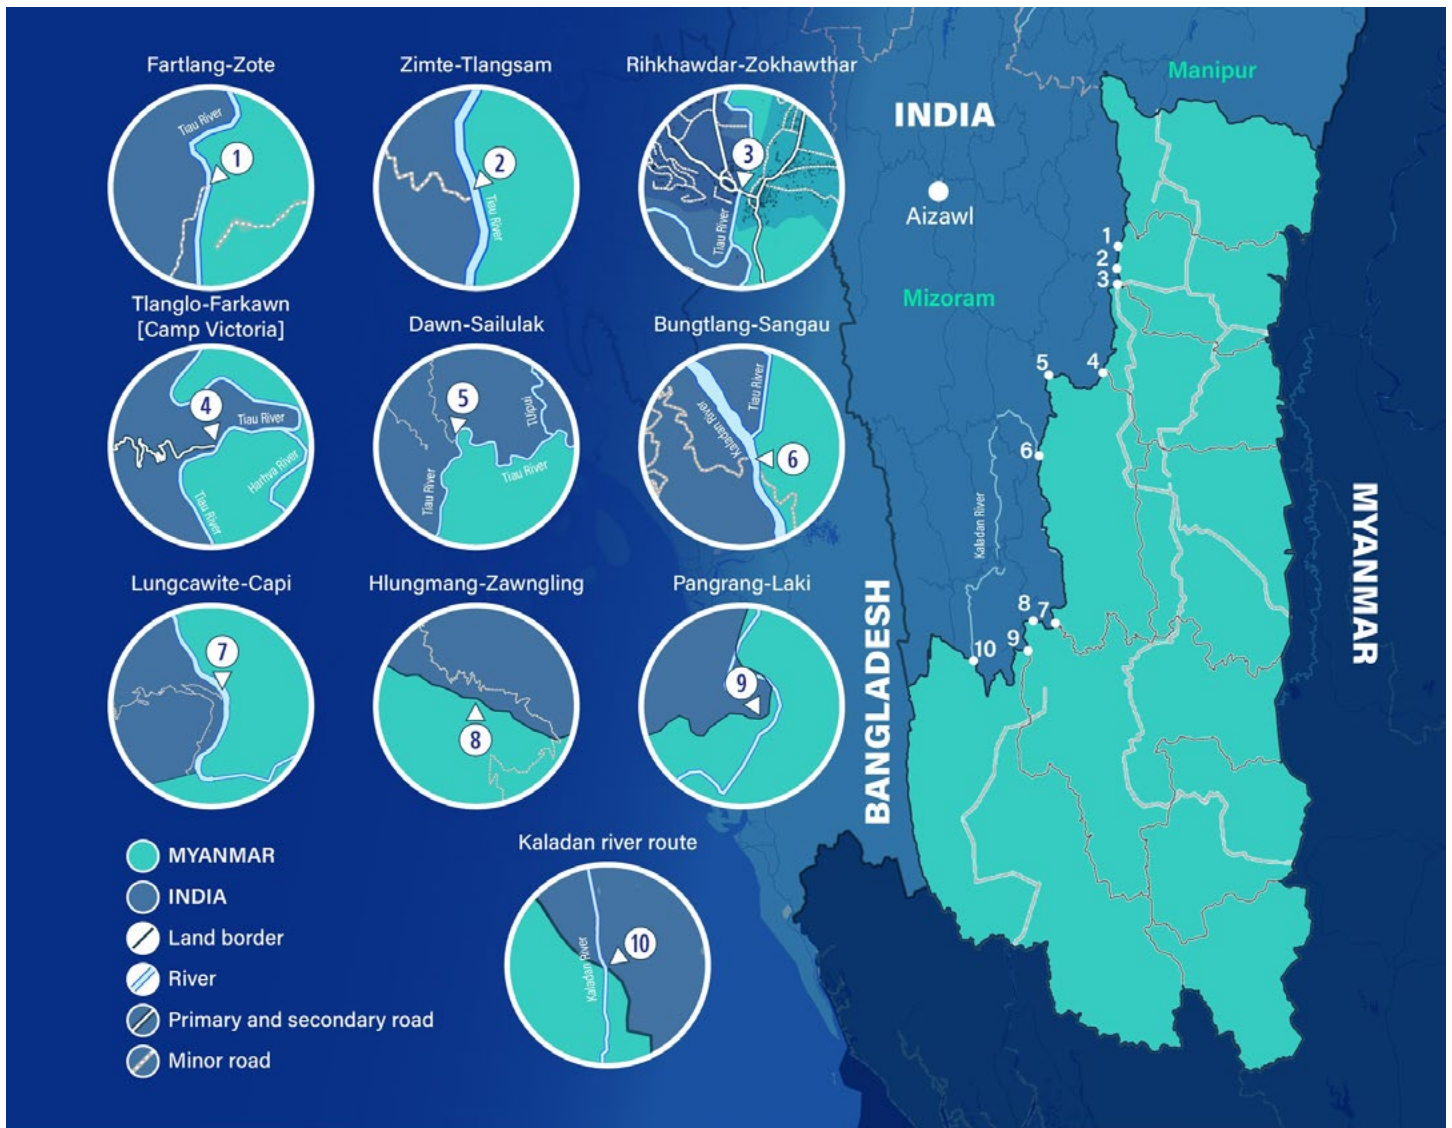 Fartlang-Zote
Tiau River
1
Zimte-Tlangsam
2
Tiau River
Rihkhawdar-Zokhawthar
3
Tiau River
Tlanglo-Farkawn
[Camp Victoria]
4
Tiau River
Harhva River
Tiau River
Dawn-Sailulak
5
Tuipui
Tiau River
Tiau River
Bungtlang-Sangau
Tiau River
Kaladan River
6
Lungcawite-Capi
7
Hlungmang-Zawngling
8
Pangrang-Laki
9
Kaladan river route
10
Kaladan River
MYANMAR
INDIA
Land border
River
Primary and secondary road
Minor road
Manipur
INDIA
Aizawl
Mizoram
1
2
3
4
5
6
Kaladan River
7
8
9
10
BANGLADESH
MYANMAR